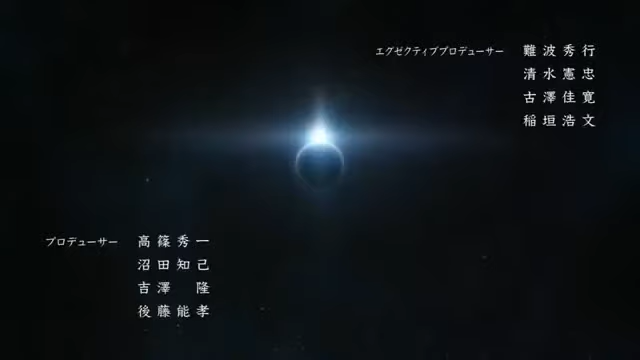 エグゼクティブプロデューサー 難波秀行
清水憲忠
古澤佳寛
稲垣浩文
プロデューサー 高篠秀一
沼田知己
吉澤 隆
後藤能孝